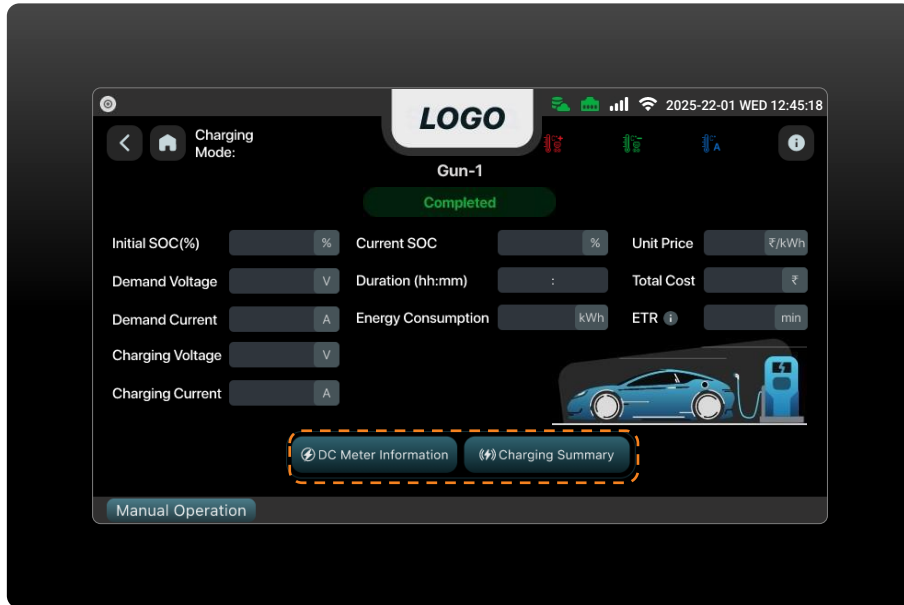 LOGO
2025-22-01 WED 12:45:18
Charging
Mode:
A
Gun-1
Completed
Initial SOC(%) % Current SOC % Unit Price ₹/kWh
Demand Voltage V Duration (hh:mm) : Total Cost ₹
Demand Current A Energy Consumption kWh ETR i min
Charging Voltage V
Charging Current A
DC Meter Information Charging Summary
Manual Operation